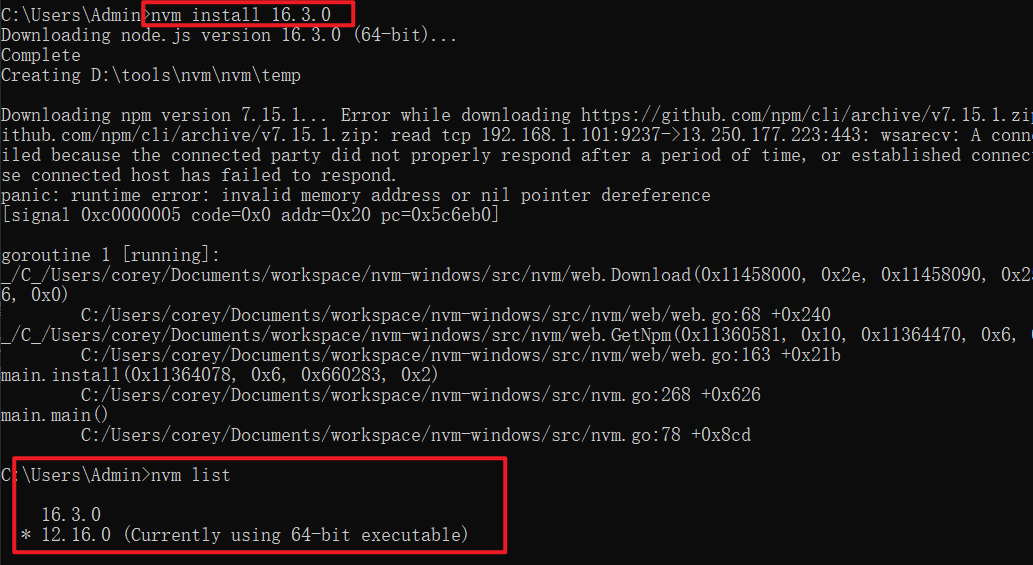 C:\Users\Admin>nvm install 16.3.0
Downloading node.js version 16.3.0 (64-bit)...
Complete
Creating D:\tools\nvm\nvm\temp
Downloading npm version 7.15.1... Error while downloading https://github.com/npm/cli/archive/v7.15.1.zip
ithub.com/npm/cli/archive/v7.15.1.zip: read tcp 192.168.1.101:9237->13.250.177.223:443: wsarecv: A conn
iled because the connected party did not properly respond after a period of time, or established connec
se connected host has failed to respond.
panic: runtime error: invalid memory address or nil pointer dereference
[signal 0xc0000005 code=0x0 addr=0x20 pc=0x5c6eb0]
goroutine 1 [running]:
_/C_/Users/corey/Documents/workspace/nvm-windows/src/nvm/web.Download(0x11458000, 0x2e, 0x11458090, 0x2
6, 0x0)
C:/Users/corey/Documents/workspace/nvm-windows/src/nvm/web/web.go:68 +0x240
_/C_/Users/corey/Documents/workspace/nvm-windows/src/nvm/web.GetNpm(0x11360581, 0x10, 0x11364470, 0x6,
C:/Users/corey/Documents/workspace/nvm-windows/src/nvm/web/web.go:163 +0x21b
main.install(0x11364078, 0x6, 0x660283, 0x2)
C:/Users/corey/Documents/workspace/nvm-windows/src/nvm.go:268 +0x626
main.main()
C:/Users/corey/Documents/workspace/nvm-windows/src/nvm.go:78 +0x8cd
C:\Users\Admin>nvm list
16.3.0
* 12.16.0 (Currently using 64-bit executable)